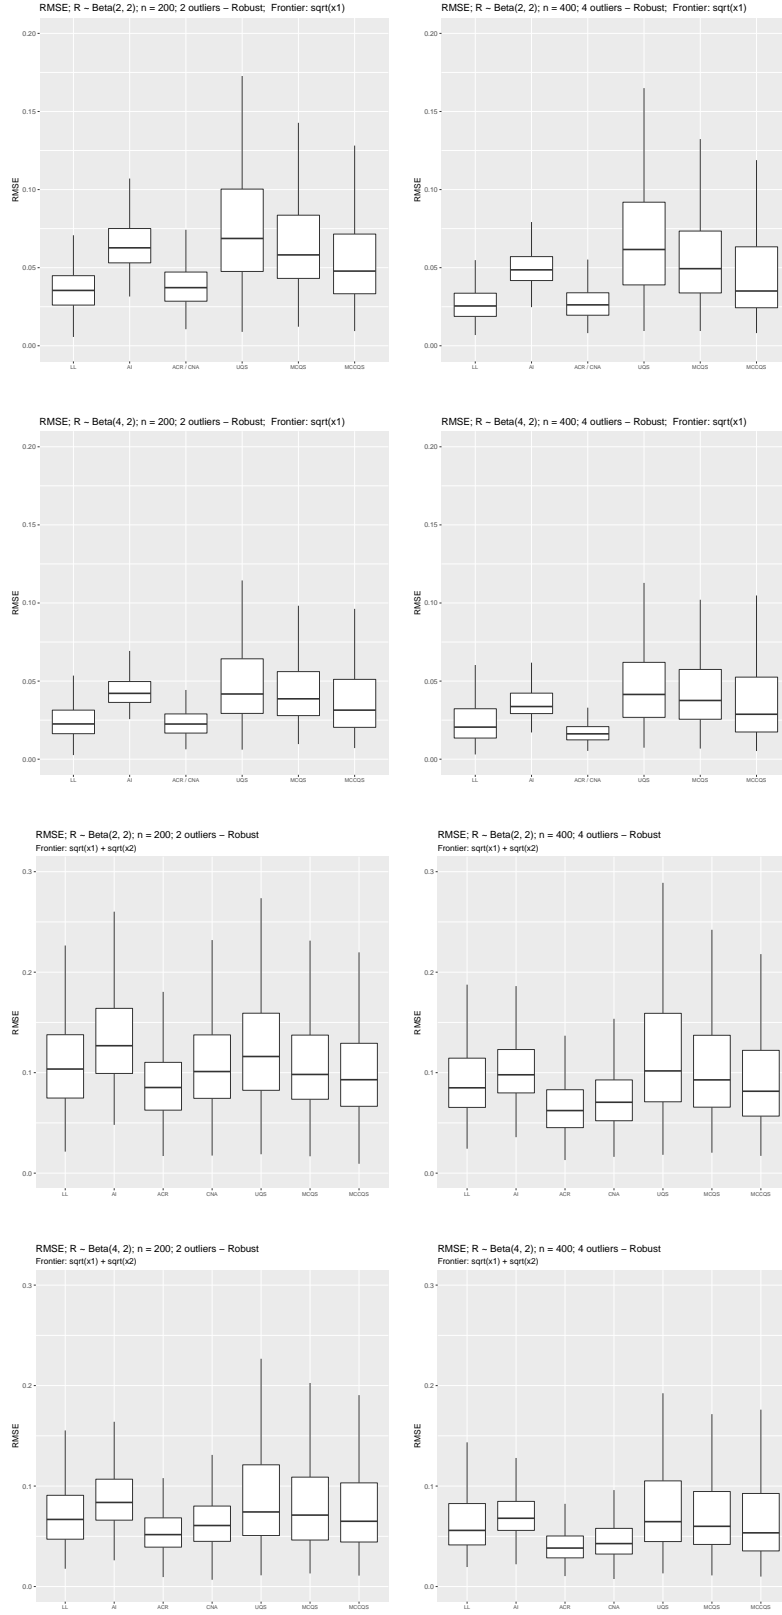 RMSE; R ~ Beta(2, 2); n = 200; 2 outliers − Robust;  Frontier: sqrt(x1)
0.20
0.15
0.10
0.05
0.00
RMSE
LL AI ACR / CNA UQS MCQS MCCQS
RMSE; R ~ Beta(2, 2); n = 400; 4 outliers − Robust;  Frontier: sqrt(x1)
0.20
0.15
0.10
0.05
0.00
RMSE
LL AI ACR / CNA UQS MCQS MCCQS
RMSE; R ~ Beta(4, 2); n = 200; 2 outliers − Robust;  Frontier: sqrt(x1)
0.20
0.15
0.10
0.05
0.00
RMSE
LL AI ACR / CNA UQS MCQS MCCQS
RMSE; R ~ Beta(4, 2); n = 400; 4 outliers − Robust;  Frontier: sqrt(x1)
0.20
0.15
0.10
0.05
0.00
RMSE
LL AI ACR / CNA UQS MCQS MCCQS
RMSE; R ~ Beta(2, 2); n = 200; 2 outliers − Robust
Frontier: sqrt(x1) + sqrt(x2)
0.3
0.2
0.1
0.0
RMSE
LL AI ACR CNA UQS MCQS MCCQS
RMSE; R ~ Beta(2, 2); n = 400; 4 outliers − Robust
Frontier: sqrt(x1) + sqrt(x2)
0.3
0.2
0.1
0.0
RMSE
LL AI ACR CNA UQS MCQS MCCQS
RMSE; R ~ Beta(4, 2); n = 200; 2 outliers − Robust
Frontier: sqrt(x1) + sqrt(x2)
0.3
0.2
0.1
0.0
RMSE
LL AI ACR CNA UQS MCQS MCCQS
RMSE; R ~ Beta(4, 2); n = 400; 4 outliers − Robust
Frontier: sqrt(x1) + sqrt(x2)
0.3
0.2
0.1
0.0
RMSE
LL AI ACR CNA UQS MCQS MCCQS